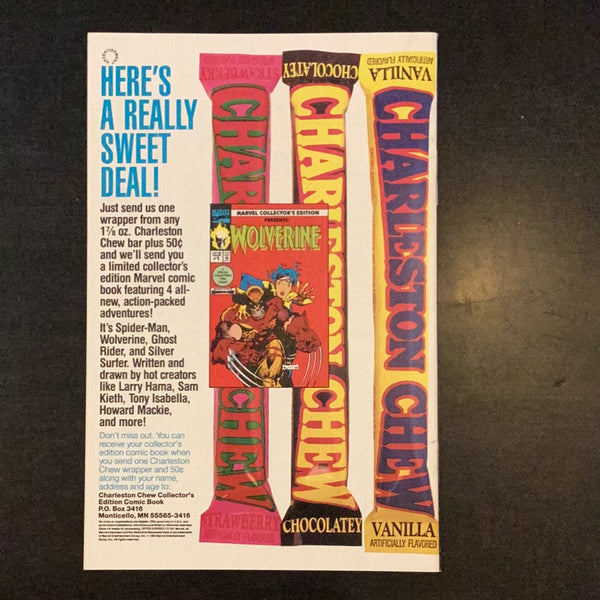 HERE'S
A REALLY
SWEET
DEAL!
Just send us one
wrapper from any
1⅞ oz. Charleston
Chew bar plus 50¢
and we'll send you
a limited collector's
edition Marvel comic
book featuring 4 all-
new, action-packed
adventures!
It's Spider-Man,
Wolverine, Ghost
Rider, and Silver
Surfer. Written and
drawn by hot creators
like Larry Hama, Sam
Kieth, Tony Isabella,
Howard Mackie,
and more!
Don't miss out. You can
receive your collector's
edition comic book when
you send one Charleston
Chew wrapper and 50¢
along with your name,
address and age to:
Charleston Chew Collector's
Edition Comic Book
P.O. Box 3416
Monticello, MN 55565-3416
STRAWBERRY
CHARLESTON CHEW
STRAWBERRY
CHOCOLATEY
CHARLESTON CHEW
CHOCOLATEY
VANILLA
ARTIFICIALLY FLAVORED
CHARLESTON CHEW
VANILLA
ARTIFICIALLY FLAVORED
MARVEL COLLECTOR'S EDITION
PRESENTS:
WOLVERINE
#1